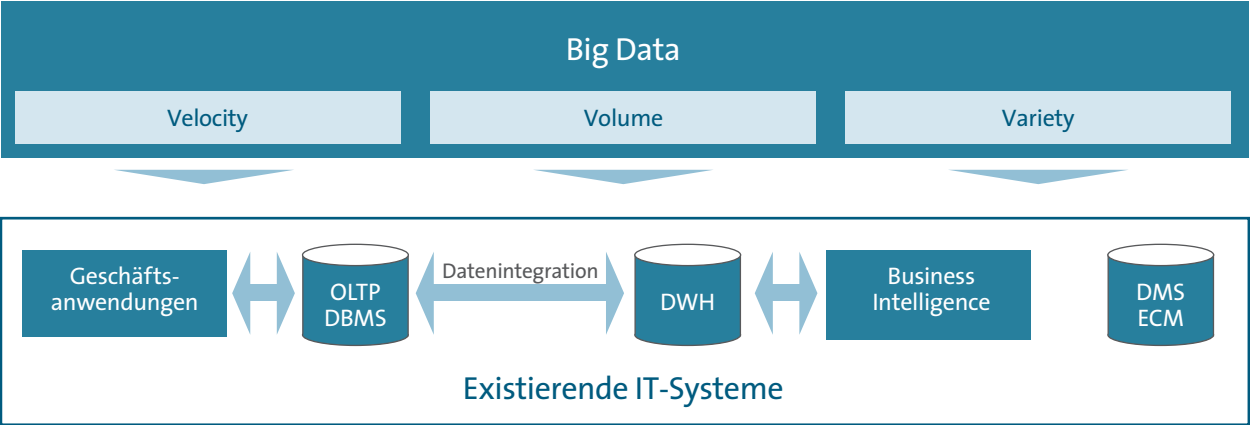 Big Data
Velocity
Volume
Variety
Geschäfts-
anwendungen
OLTP
DBMS
Datenintegration
DWH
Business
Intelligence
DMS
ECM
Existierende IT-Systeme